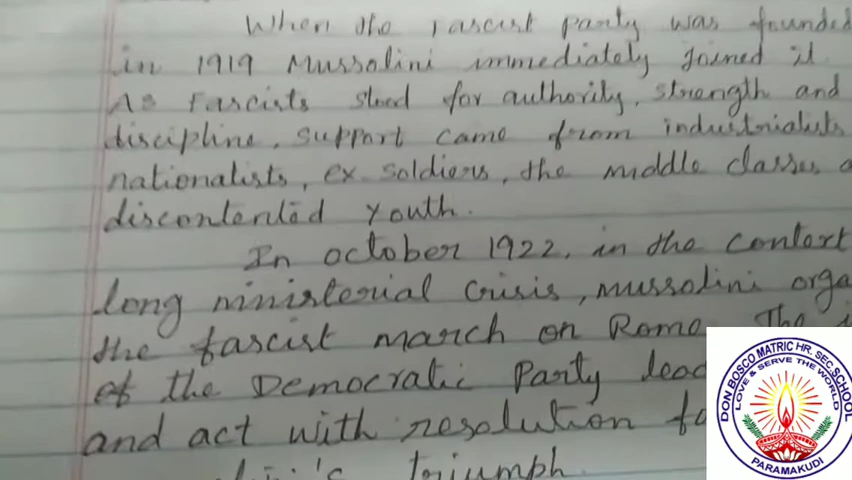 When the Fascist party was founded
in 1919 Mussolini immediately joined it.
As Fascists stood for authority, strength and
discipline, support came from industrialists
nationalists, ex soldiers, the middle classes a
discontented youth.
In october 1922, in the context
long ministerial crisis, mussolini orga
the fascist march on Rome. The i
of the Democratic Party lead
and act with resolution fa
triumph.
DON BOSCO MATRIC HR. SEC. SCHOOL
LOVE & SERVE THE WORLD
PARAMAKUDI